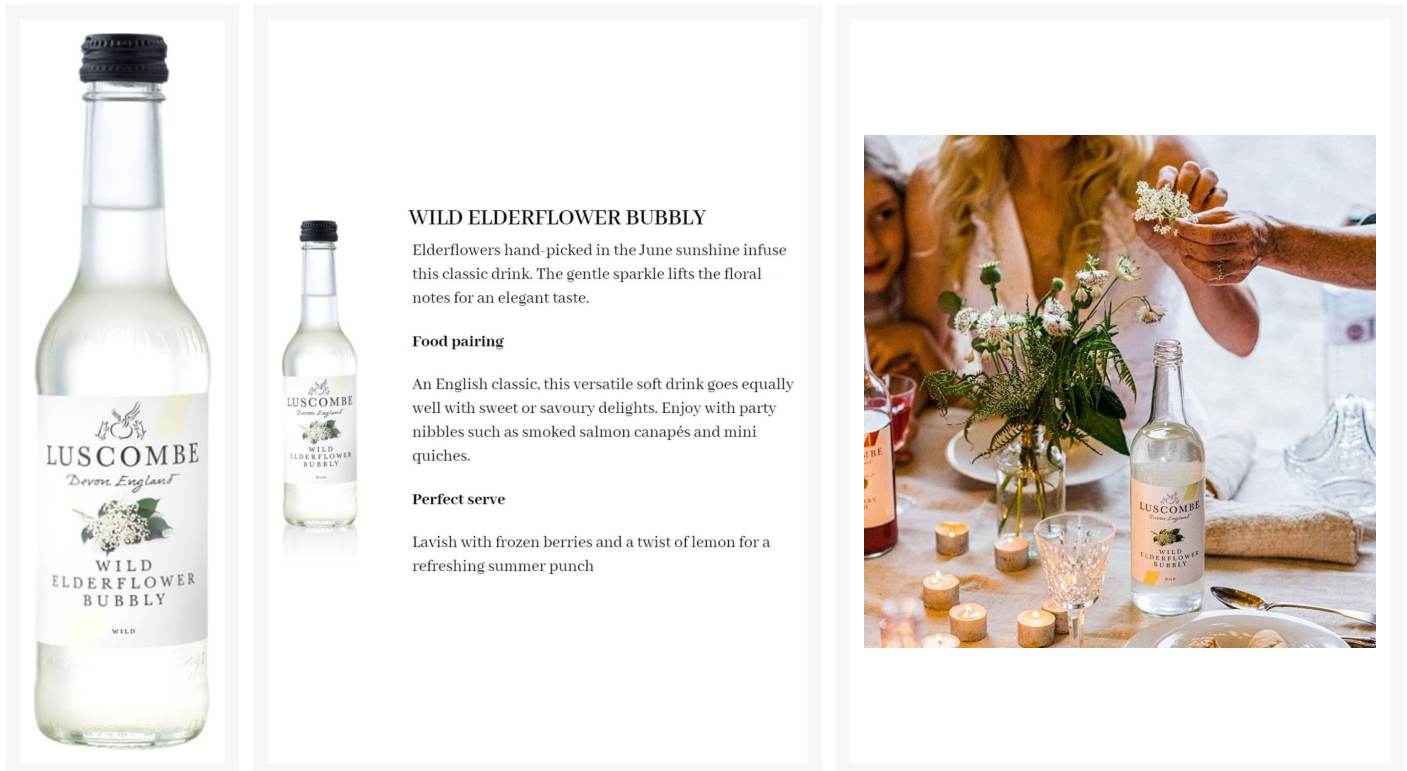 LUSCOMBE
Devon England
WILD
ELDERFLOWER
BUBBLY
WILD
LUSCOMBE
Devon England
WILD
ELDERFLOWER
BUBBLY
WILD
WILD ELDERFLOWER BUBBLY
Elderflowers hand-picked in the June sunshine infuse
this classic drink. The gentle sparkle lifts the floral
notes for an elegant taste.
Food pairing
An English classic, this versatile soft drink goes equally
well with sweet or savoury delights. Enjoy with party
nibbles such as smoked salmon canapés and mini
quiches.
Perfect serve
Lavish with frozen berries and a twist of lemon for a
refreshing summer punch
LUSCOMBE
Devon England
WILD
ELDERFLOWER
BUBBLY
WILD